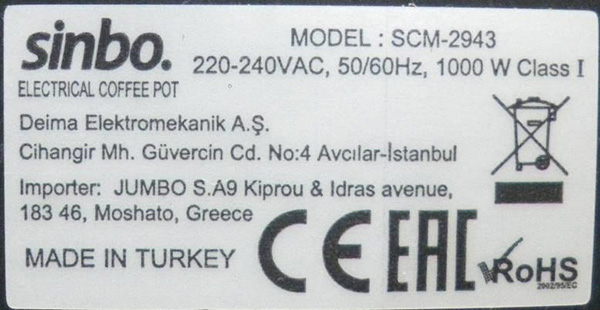 sinbo.
MODEL : SCM-2943
220-240VAC, 50/60Hz, 1000 W Class I
ELECTRICAL COFFEE POT
Deima Elektromekanik A.Ş.
Cihangir Mh. Güvercin Cd. No:4 Avcılar-İstanbul
Importer: JUMBO S.A9 Kiprou & Idras avenue,
183 46, Moshato, Greece
MADE IN TURKEY
CE EAC
RoHS
2002/95/EC